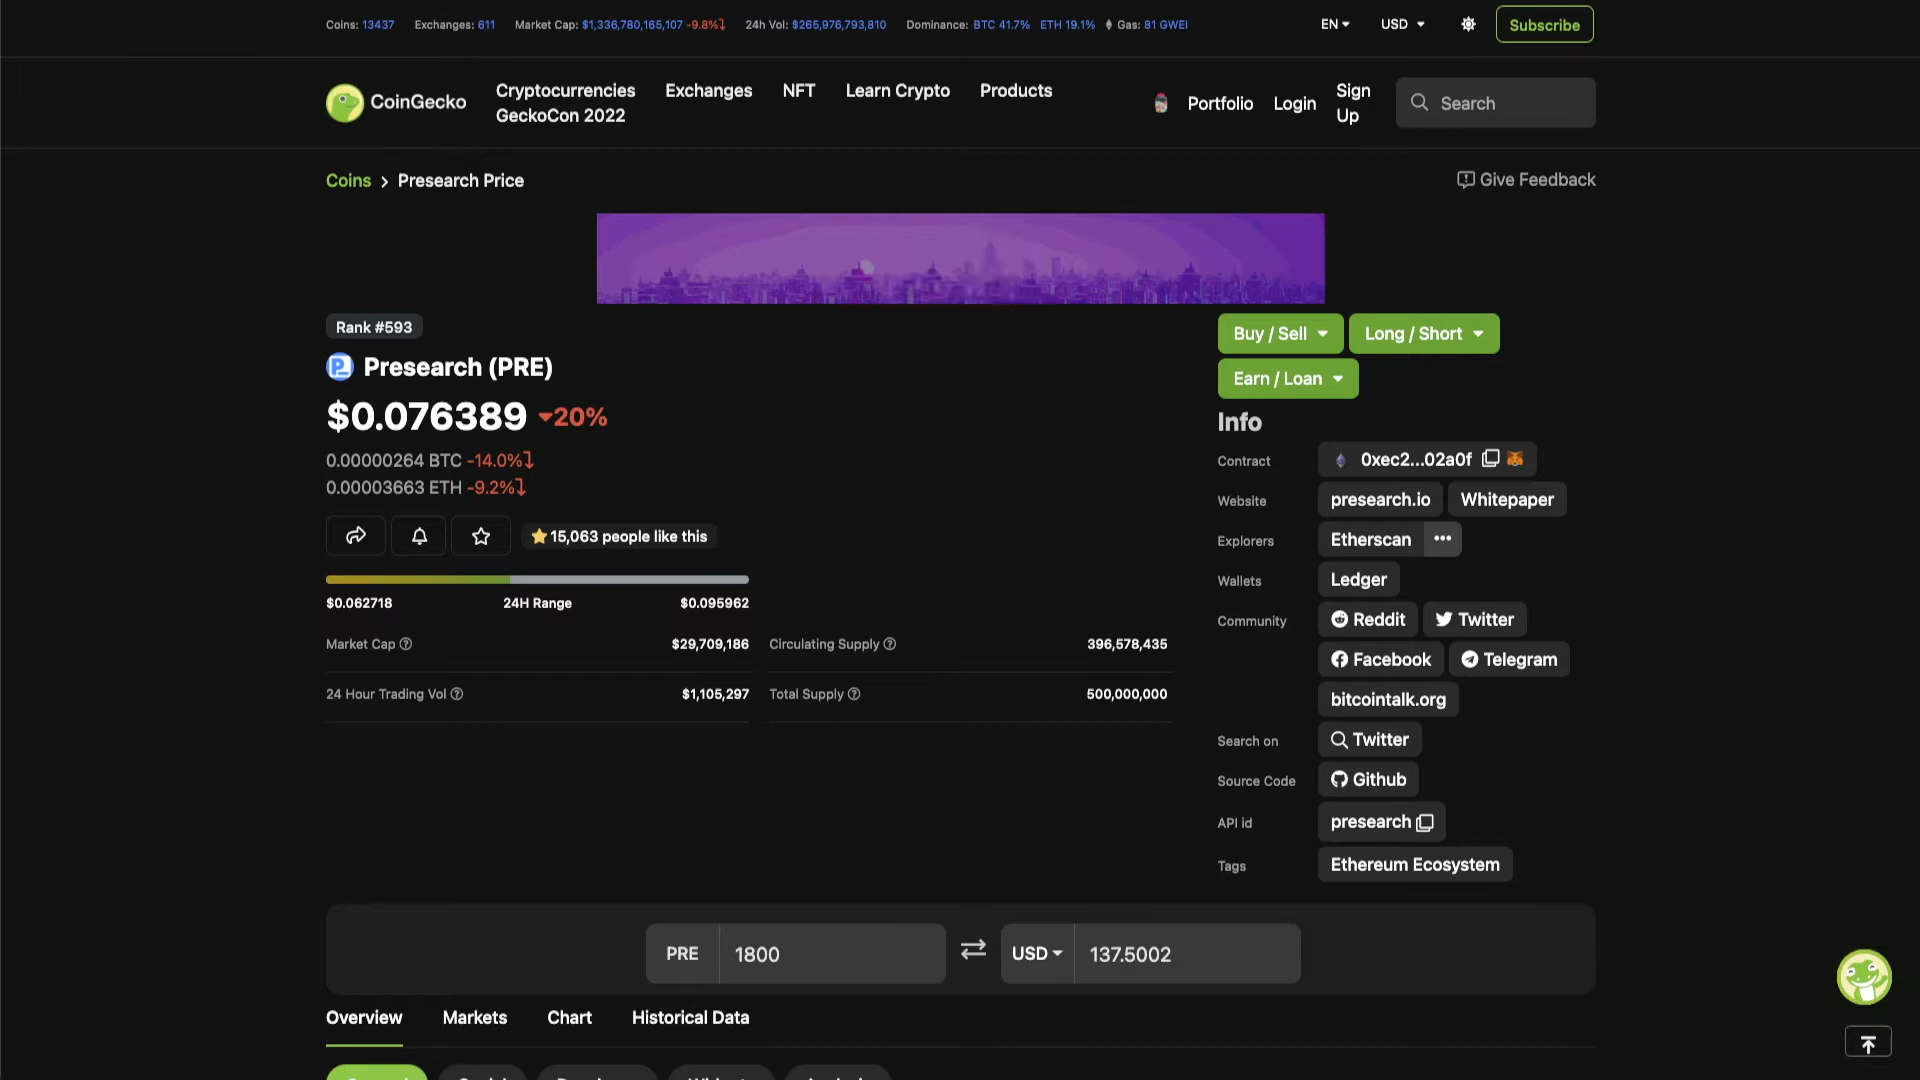 Coins: 13437 Exchanges: 611 Market Cap: $1,336,780,165,107 -9.8% 24h Vol: $265,976,793,810 Dominance: BTC 41.7% ETH 19.1% Gas: 81 GWEI EN USD Subscribe
CoinGecko Cryptocurrencies Exchanges NFT Learn Crypto Products Portfolio Login Sign Up Search
GeckoCon 2022
Coins > Presearch Price Give Feedback
Rank #593
Presearch (PRE)
$0.076389 20%
0.00000264 BTC -14.0%
0.00003663 ETH -9.2%
15,063 people like this
$0.062718 24H Range $0.095962
Market Cap $29,709,186 Circulating Supply 396,578,435
24 Hour Trading Vol $1,105,297 Total Supply 500,000,000
Buy / Sell Long / Short
Earn / Loan
Info
Contract 0xec2...02a0f
Website presearch.io Whitepaper
Explorers Etherscan •••
Wallets Ledger
Community Reddit Twitter
Facebook Telegram
bitcointalk.org
Search on Twitter
Source Code Github
API id presearch
Tags Ethereum Ecosystem
PRE 1800 USD 137.5002
Overview Markets Chart Historical Data